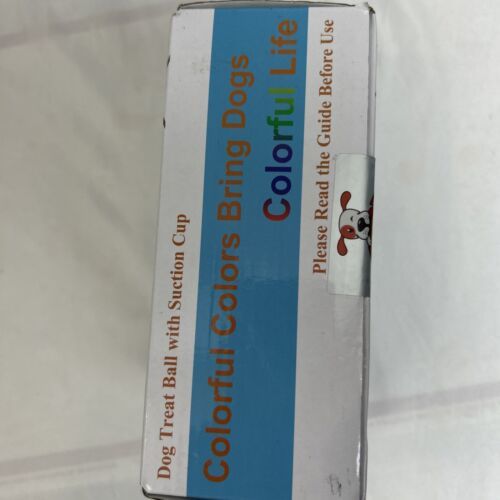 Dog Treat Ball with Suction Cup
Colorful Colors Bring Dogs
Colorful Life
Please Read the Guide Before Use